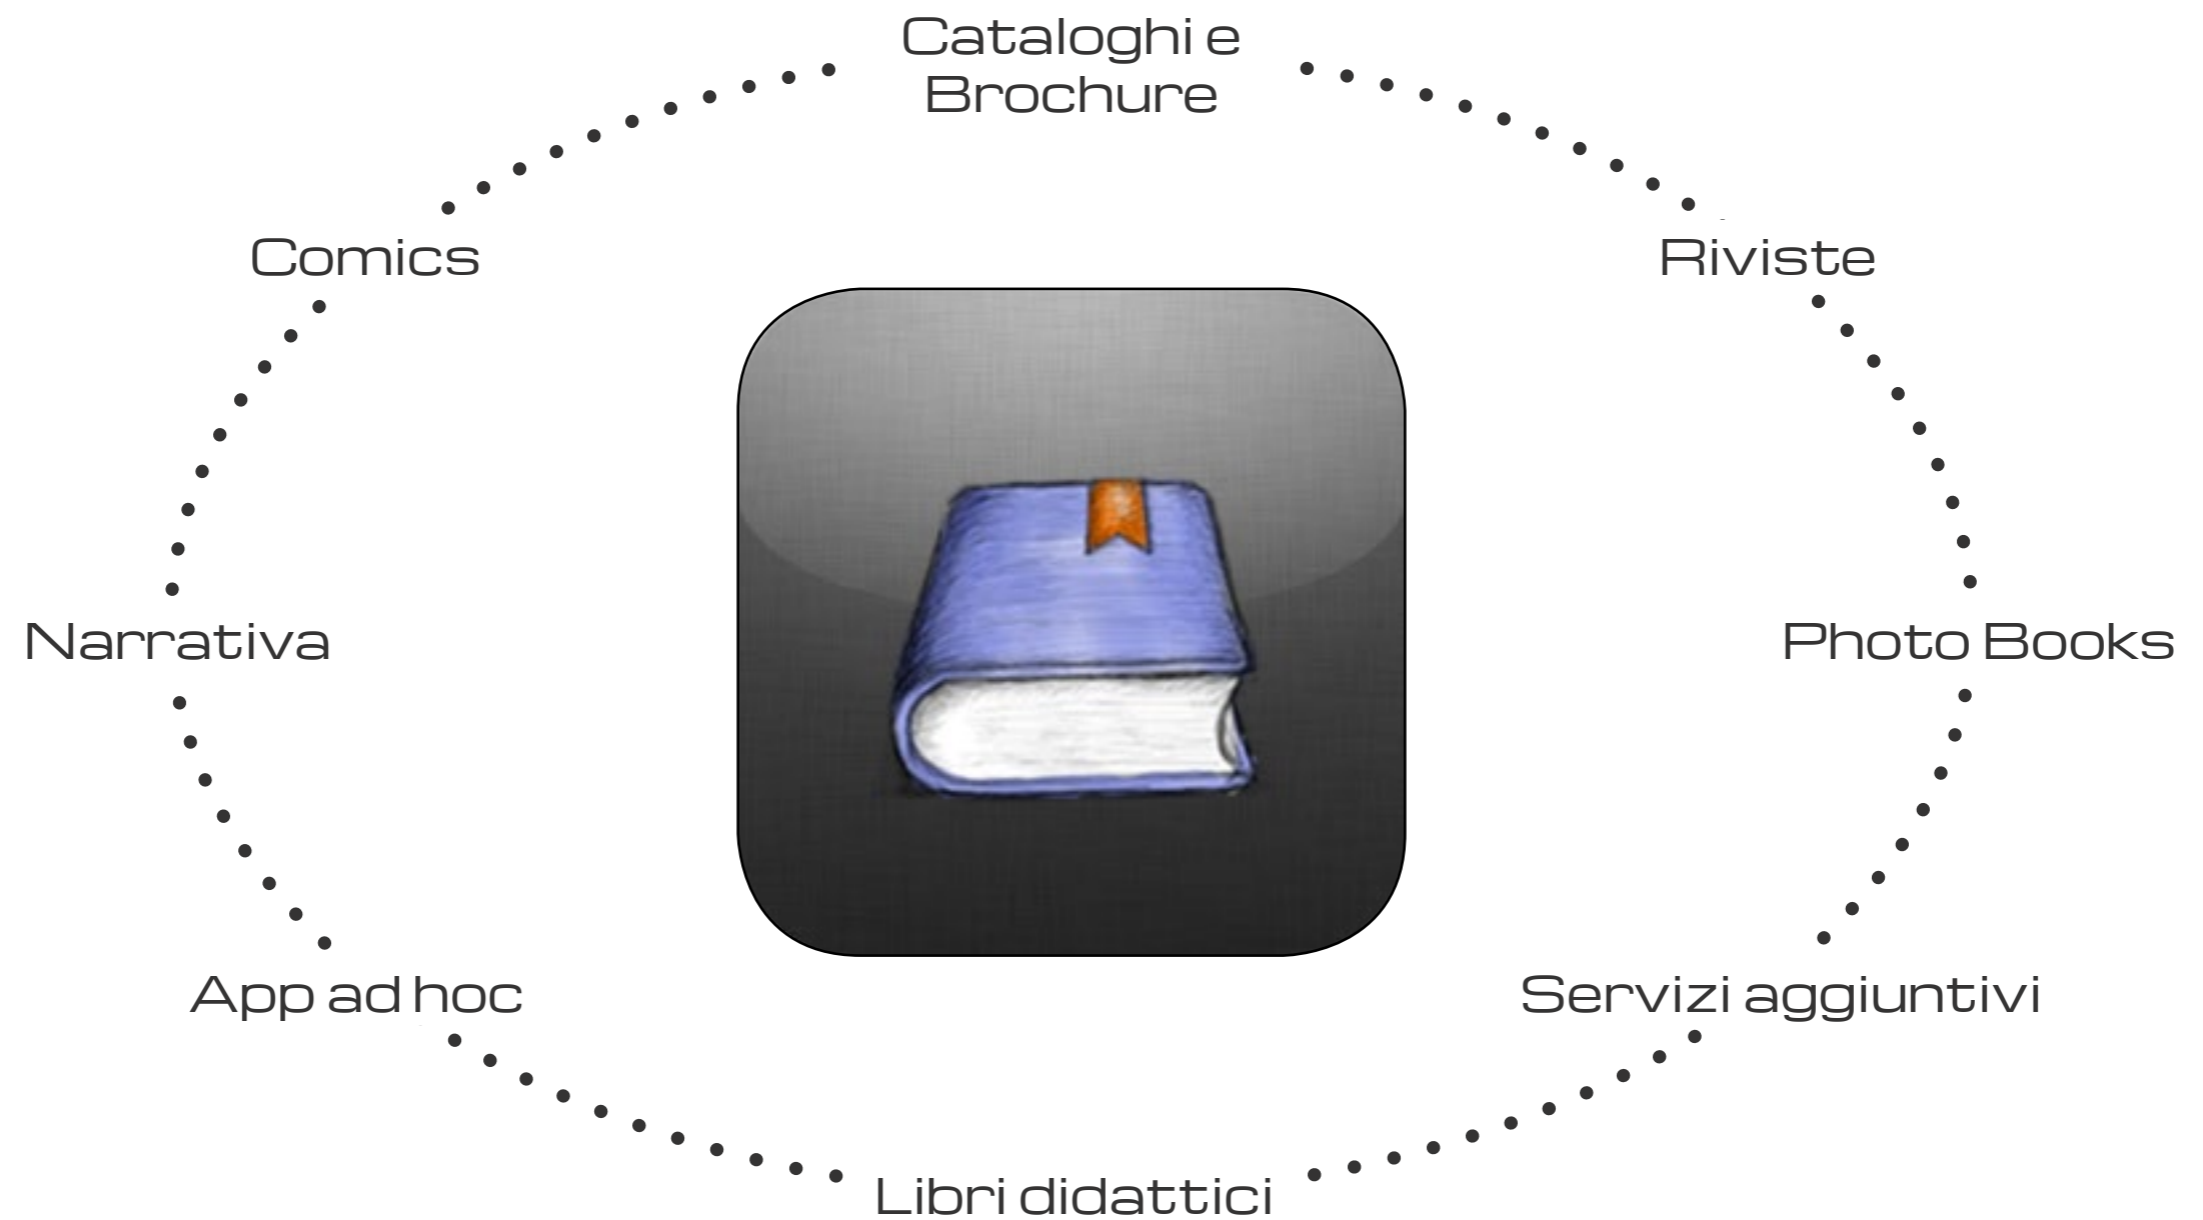 Cataloghi e
Brochure
Comics
Riviste
Narrativa
Photo Books
App ad hoc
Servizi aggiuntivi
Libri didattici